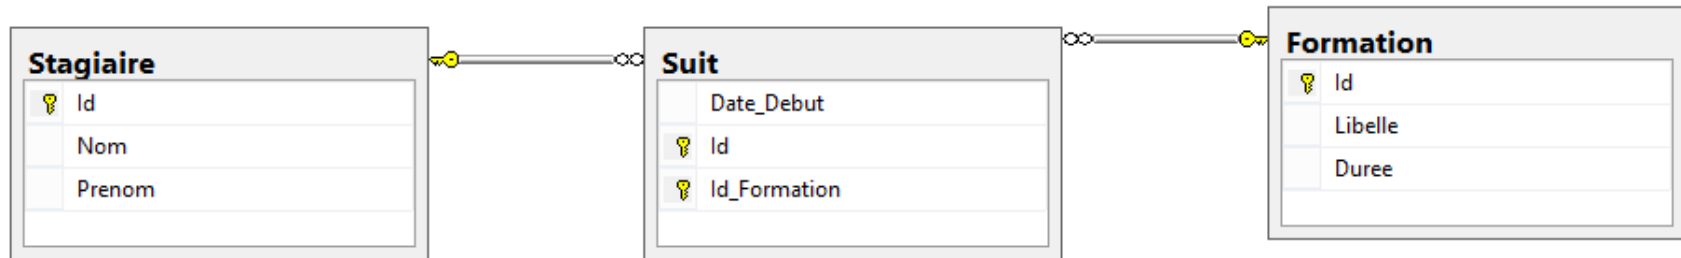 Stagiaire
Id
Nom
Prenom
Suit
Date_Debut
Id
Id_Formation
Formation
Id
Libelle
Duree